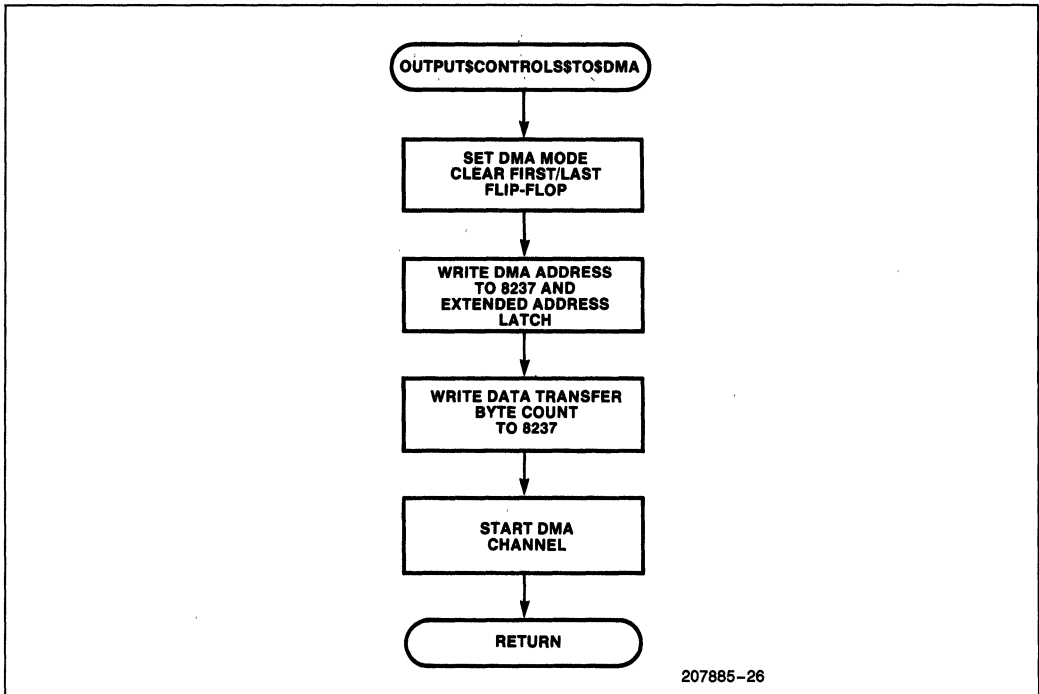 OUTPUT$CONTROLS$TO$DMA
SET DMA MODE
CLEAR FIRST/LAST
FLIP-FLOP
WRITE DMA ADDRESS
TO 8237 AND
EXTENDED ADDRESS
LATCH
WRITE DATA TRANSFER
BYTE COUNT
TO 8237
START DMA
CHANNEL
RETURN
207885-26